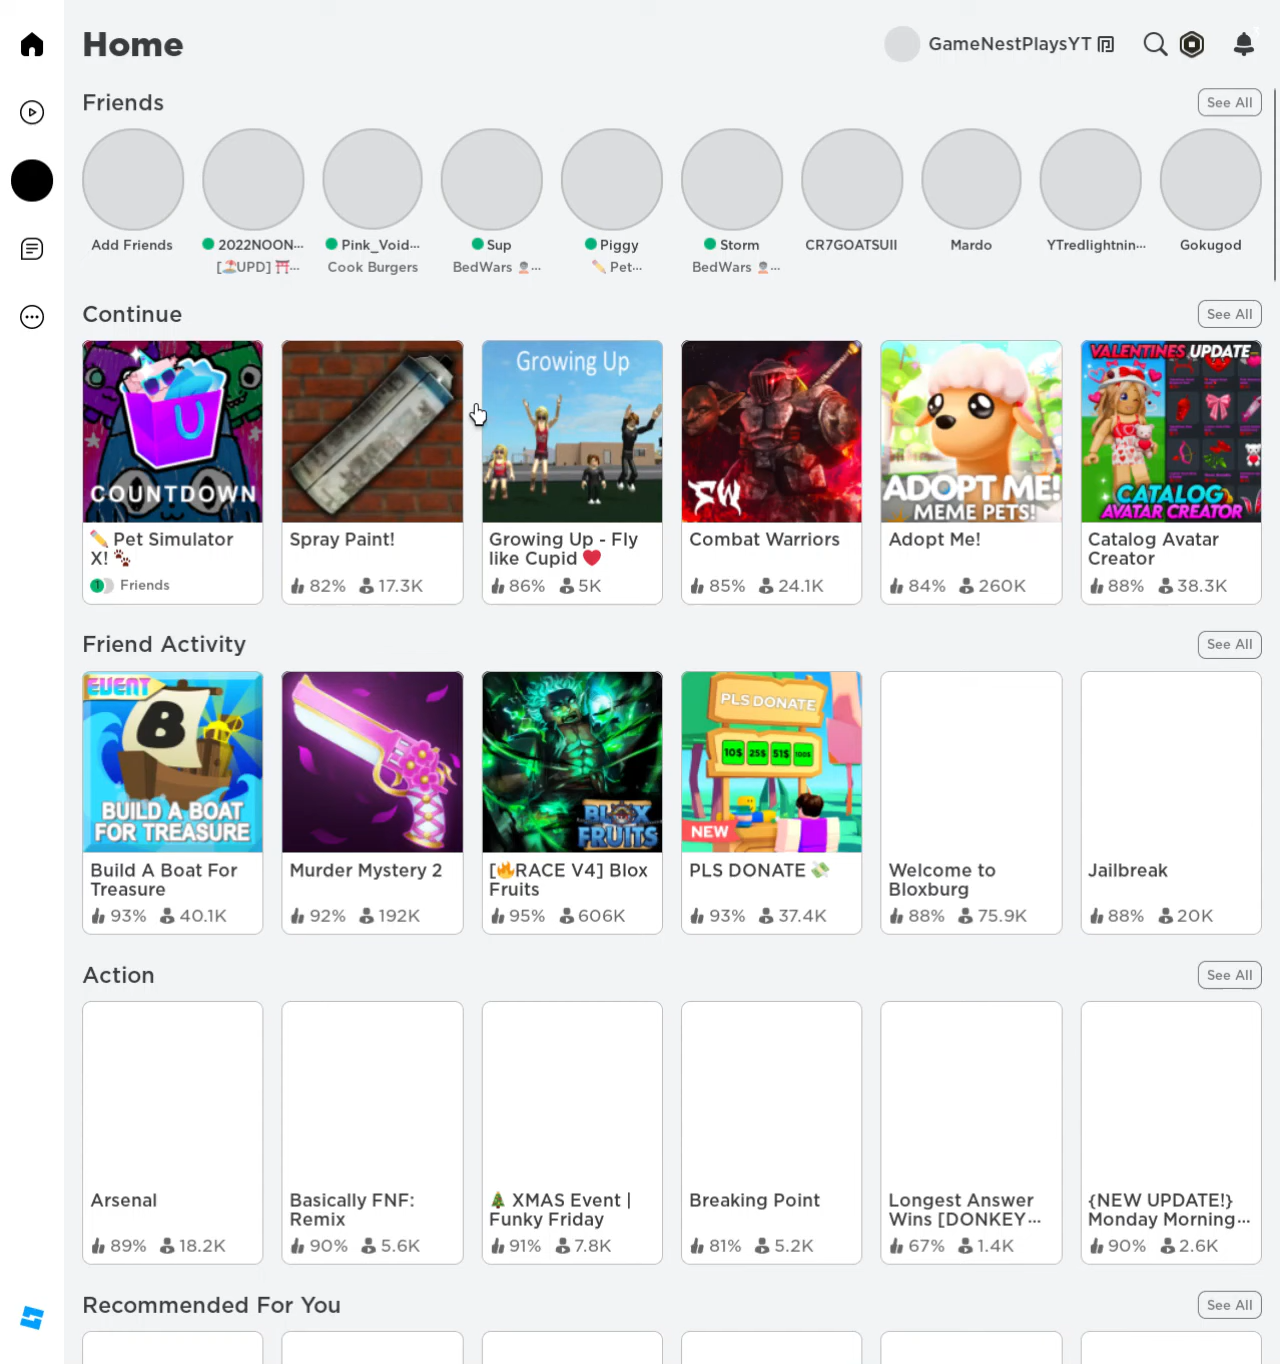 Home
GameNestPlaysYT
Friends
See All
Add Friends
2022NOON...
[🏖️UPD] ⛩️...
Pink_Void...
Cook Burgers
Sup
BedWars
Piggy
✏️ Pet...
Storm
BedWars
CR7GOATSUII
Mardo
YTredlightnin...
Gokugod
Continue
See All
COUNTDOWN
Growing Up
FW
ADOPT ME!
MEME PETS!
VALENTINES UPDATE
CATALOG
AVATAR CREATOR
✏️ Pet Simulator
X! 🐾
1 Friends
Spray Paint!
82% 17.3K
Growing Up - Fly
like Cupid ❤️
86% 5K
Combat Warriors
85% 24.1K
Adopt Me!
84% 260K
Catalog Avatar
Creator
88% 38.3K
Friend Activity
See All
EVENT
B
BUILD A BOAT
FOR TREASURE
BLOX
FRUITS
PLS DONATE
10$ 25$ 51$ 100$
NEW
Build A Boat For
Treasure
93% 40.1K
Murder Mystery 2
92% 192K
[🔥RACE V4] Blox
Fruits
95% 606K
PLS DONATE 💸
93% 37.4K
Welcome to
Bloxburg
88% 75.9K
Jailbreak
88% 20K
Action
See All
Arsenal
89% 18.2K
Basically FNF:
Remix
90% 5.6K
🎄 XMAS Event |
Funky Friday
91% 7.8K
Breaking Point
81% 5.2K
Longest Answer
Wins [DONKEY...
67% 1.4K
{NEW UPDATE!}
Monday Morning...
90% 2.6K
Recommended For You
See All